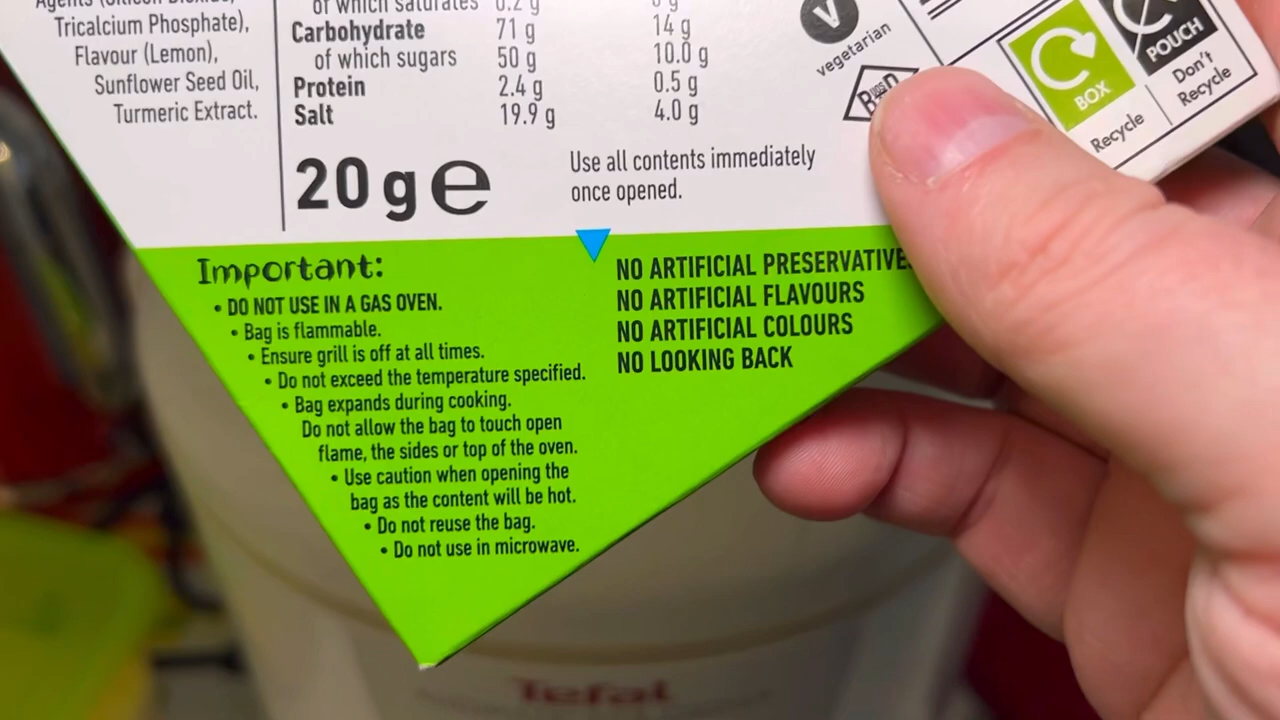 Tricalcium Phosphate),
Flavour (Lemon),
Sunflower Seed Oil,
Turmeric Extract.
of which saturates 0.2 g
Carbohydrate 71 g 14 g
of which sugars 50 g 10.0 g
Protein 2.4 g 0.5 g
Salt 19.9 g 4.0 g
20 g e
Use all contents immediately
once opened.
V
vegetarian
BOX
Recycle
POUCH
Don't
Recycle
Important:
• DO NOT USE IN A GAS OVEN.
• Bag is flammable.
• Ensure grill is off at all times.
• Do not exceed the temperature specified.
• Bag expands during cooking.
Do not allow the bag to touch open
flame, the sides or top of the oven.
• Use caution when opening the
bag as the content will be hot.
• Do not reuse the bag.
• Do not use in microwave.
NO ARTIFICIAL PRESERVATIVE
NO ARTIFICIAL FLAVOURS
NO ARTIFICIAL COLOURS
NO LOOKING BACK
Tefal